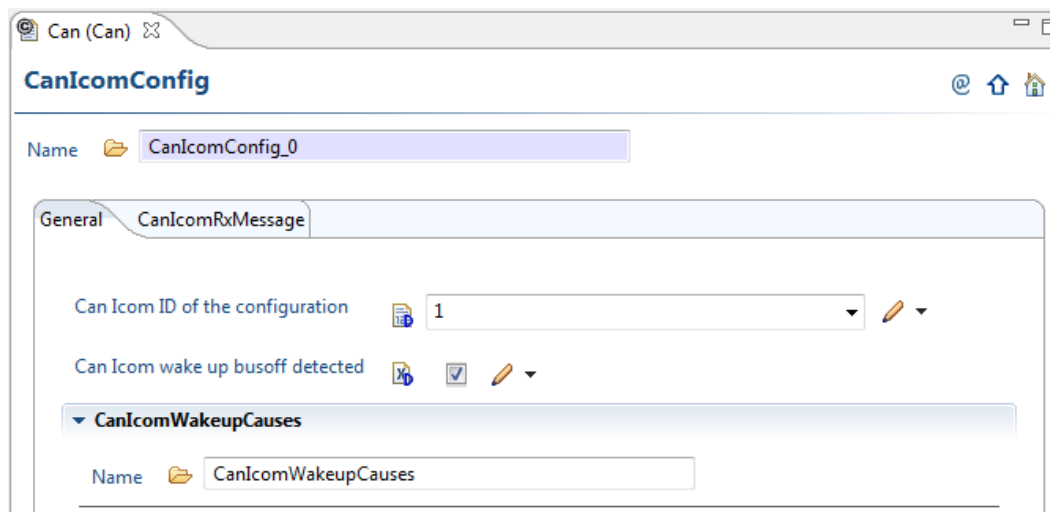 Can (Can)
CanIcomConfig
Name CanIcomConfig_0
General CanIcomRxMessage
Can Icom ID of the configuration 1
Can Icom wake up busoff detected
CanIcomWakeupCauses
Name CanIcomWakeupCauses